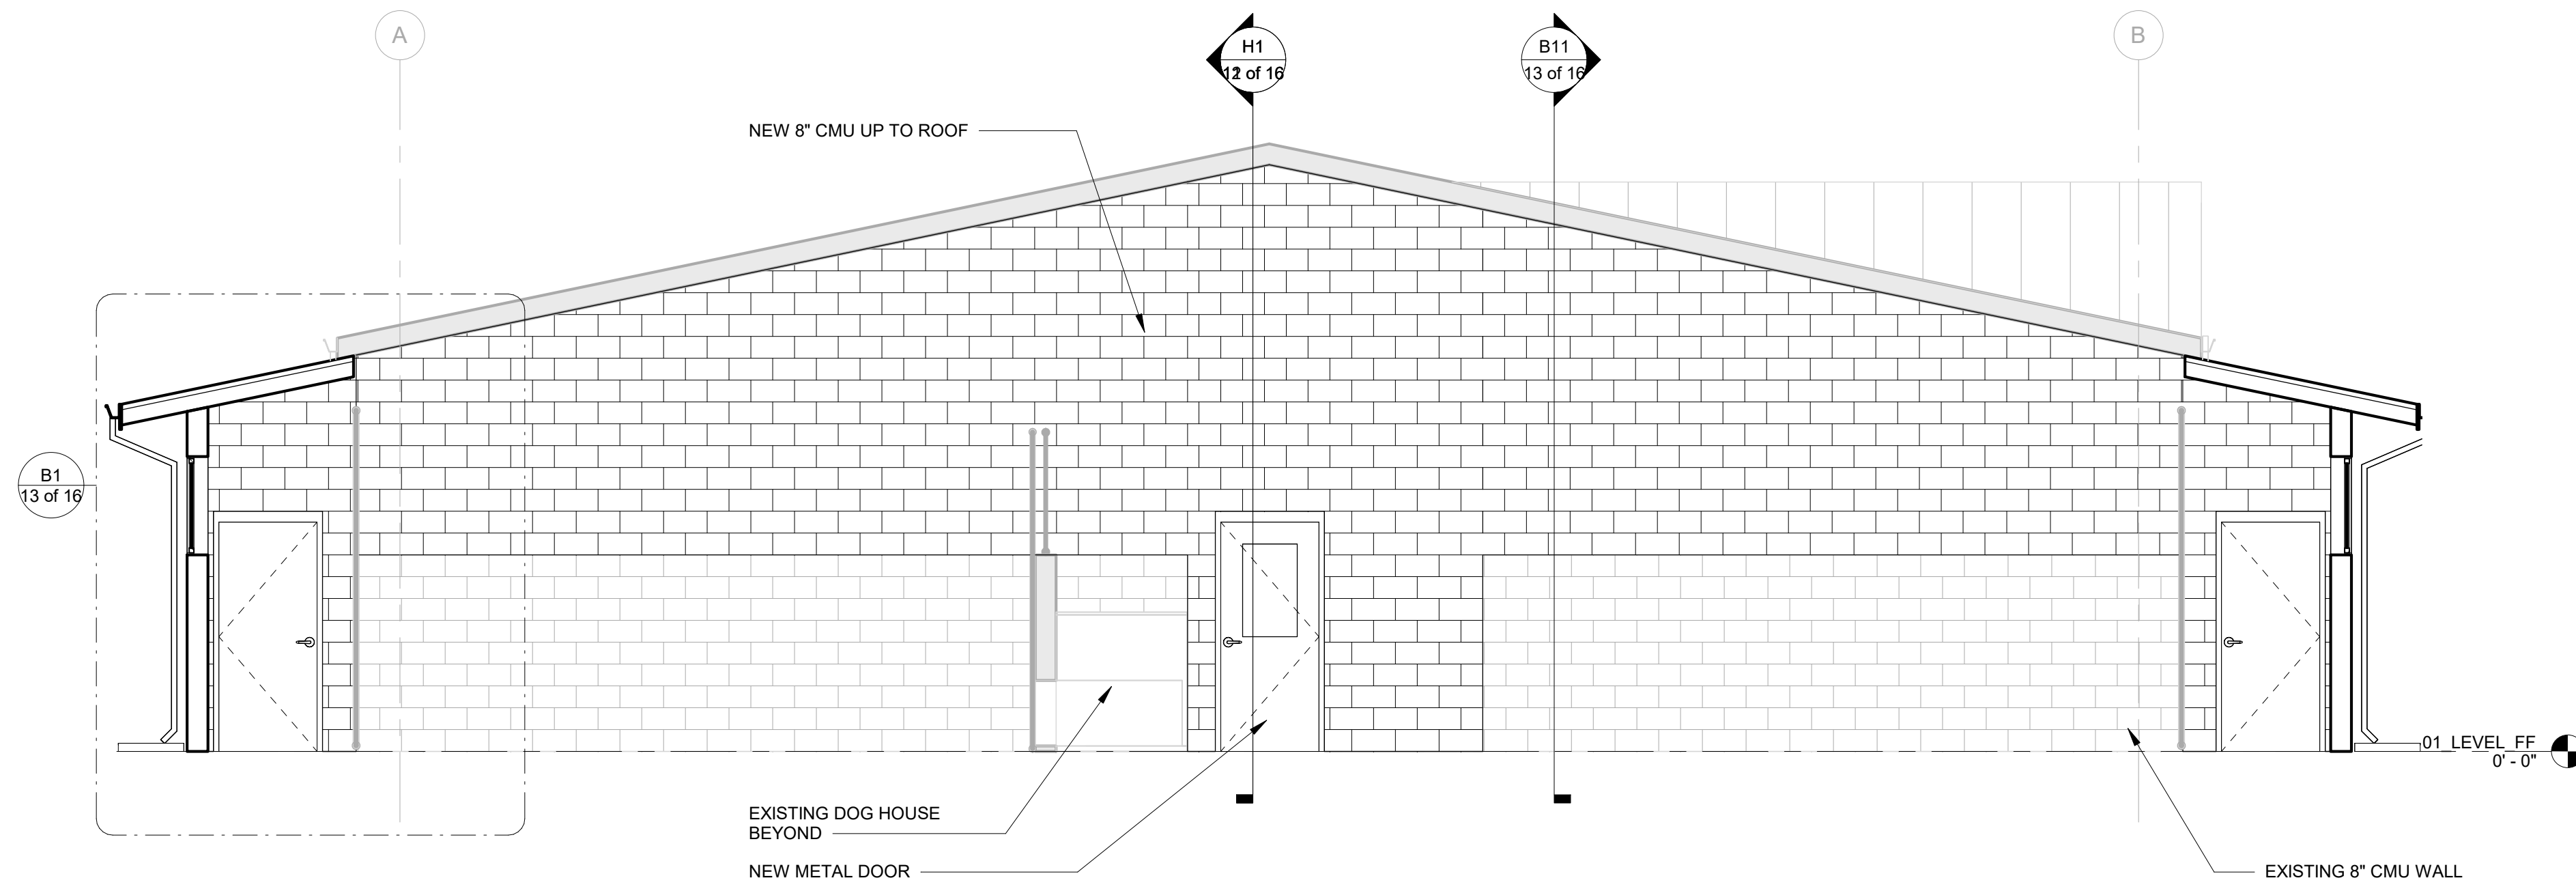 A
H1
of 16
B11
13 of 16
B
NEW 8" CMU UP TO ROOF
B1
13 of 16
01_LEVEL_FF
0' - 0"
EXISTING DOG HOUSE
BEYOND
NEW METAL DOOR
EXISTING 8" CMU WALL